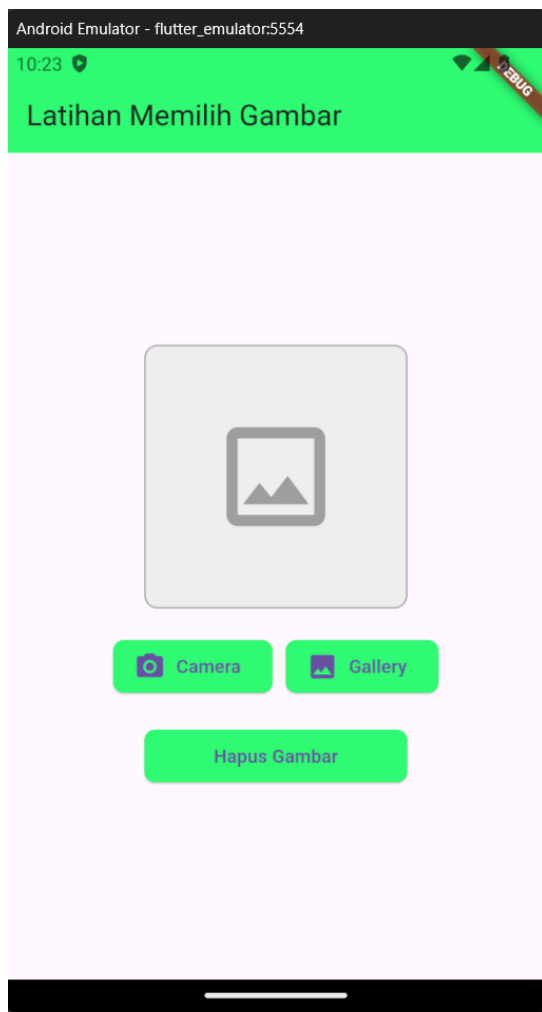 Android Emulator - flutter_emulator:5554
10:23
DEBUG
Latihan Memilih Gambar
Camera
Gallery
Hapus Gambar